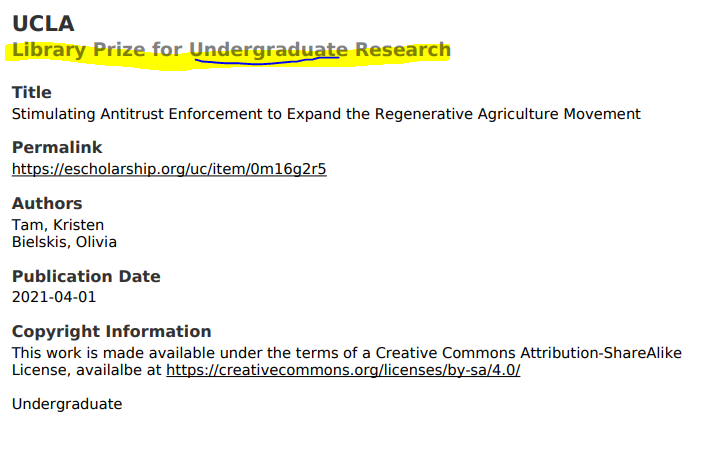 UCLA
Library Prize for Undergraduate Research
Title
Stimulating Antitrust Enforcement to Expand the Regenerative Agriculture Movement
Permalink
https://escholarship.org/uc/item/0m16g2r5
Authors
Tam, Kristen
Bielskis, Olivia
Publication Date
2021-04-01
Copyright Information
This work is made available under the terms of a Creative Commons Attribution-ShareAlike
License, availalbe at https://creativecommons.org/licenses/by-sa/4.0/
Undergraduate